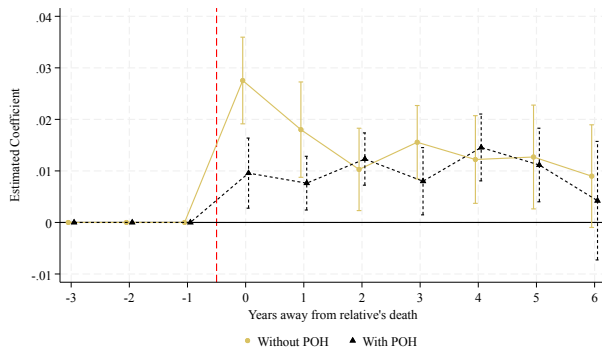 .04
.03
.02
.01
0
-.01
Estimated Coefficient
-3 -2 -1 0 1 2 3 4 5 6
Years away from relative's death
Without POH With POH